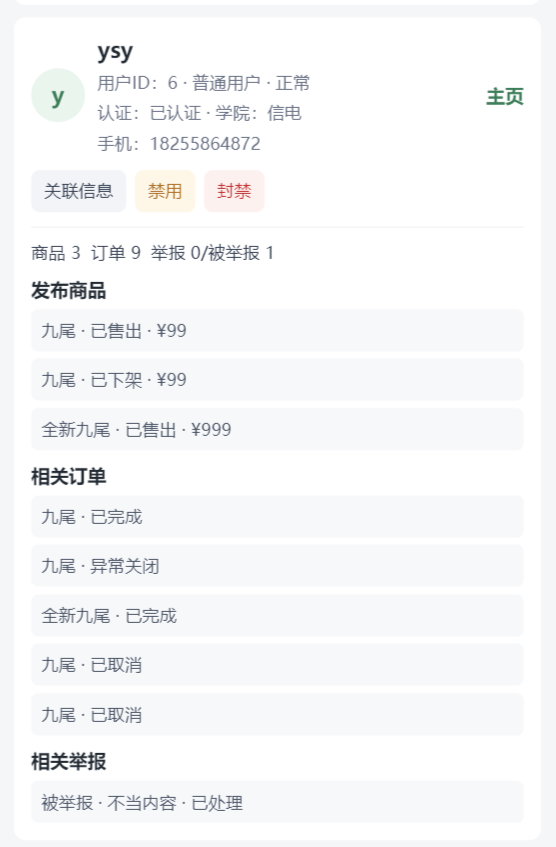 ysy
y
用户ID：6 · 普通用户 · 正常
认证：已认证 · 学院：信电
手机：18255864872
主页
关联信息 禁用 封禁
商品 3 订单 9 举报 0/被举报 1
发布商品
九尾 · 已售出 · ¥99
九尾 · 已下架 · ¥99
全新九尾 · 已售出 · ¥999
相关订单
九尾 · 已完成
九尾 · 异常关闭
全新九尾 · 已完成
九尾 · 已取消
九尾 · 已取消
相关举报
被举报 · 不当内容 · 已处理